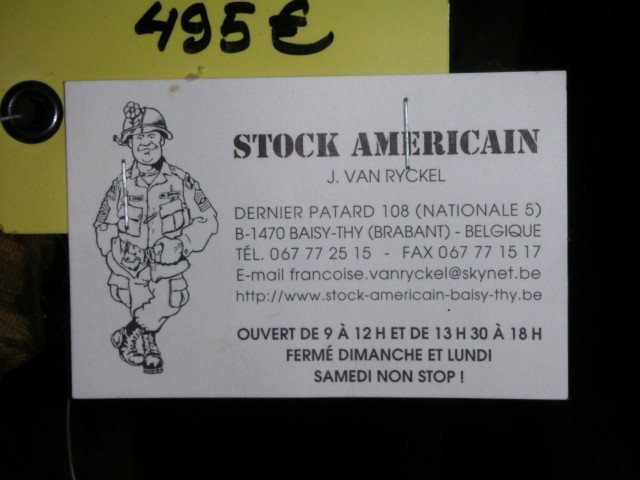 495€
STOCK AMERICAIN
J. VAN RYCKEL
DERNIER PATARD 108 (NATIONALE 5)
B-1470 BAISY-THY (BRABANT) - BELGIQUE
TÉL. 067 77 25 15 - FAX 067 77 15 17
E-mail francoise.vanryckel@skynet.be
http://www.stock-americain-baisy-thy.be
OUVERT DE 9 À 12 H ET DE 13 H 30 À 18 H
FERMÉ DIMANCHE ET LUNDI
SAMEDI NON STOP !